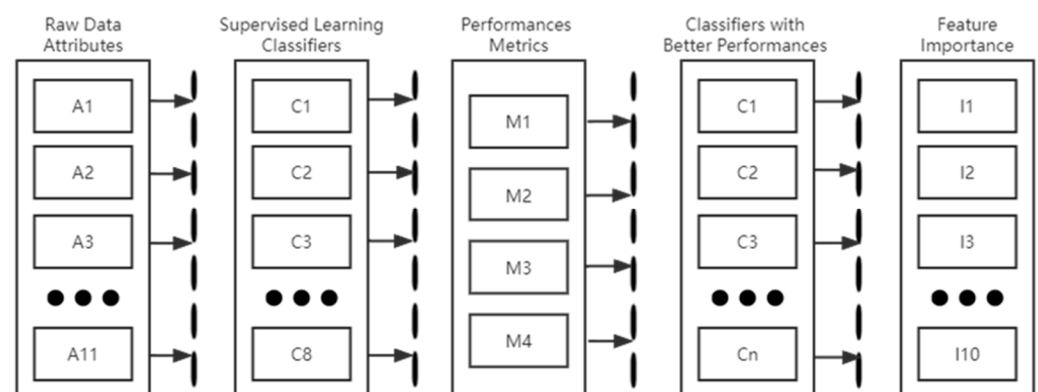 Raw Data
Attributes
A1
A2
A3
A11
Supervised Learning
Classifiers
C1
C2
C3
C8
Performances
Metrics
M1
M2
M3
M4
Classifiers with
Better Performances
C1
C2
C3
Cn
Feature
Importance
I1
I2
I3
I10